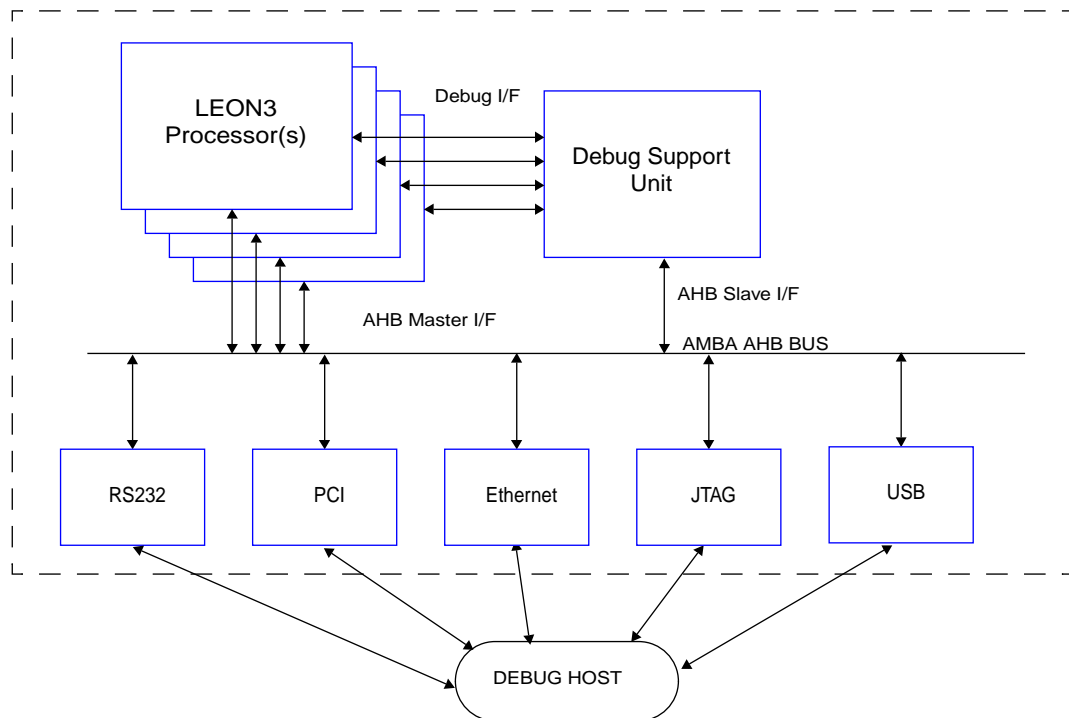 LEON3
Processor(s)
Debug I/F
Debug Support
Unit
AHB Slave I/F
AHB Master I/F
AMBA AHB BUS
RS232
PCI
Ethernet
JTAG
USB
DEBUG HOST